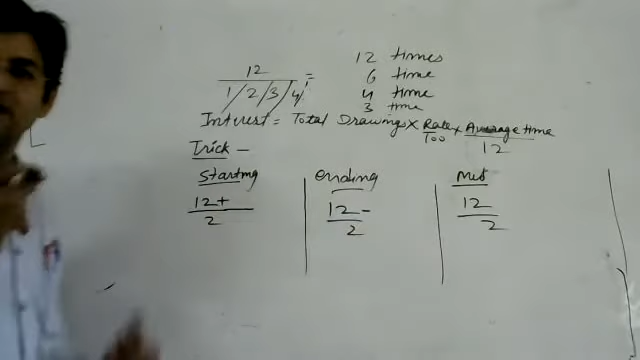 12 12 times
1/2/3/4 = 6 time
4 time
3 time
Interest = Total Drawings × Rate × Average time
100 12
Trick –
Starting ending Mid
12+ 12– 12
2 2 2